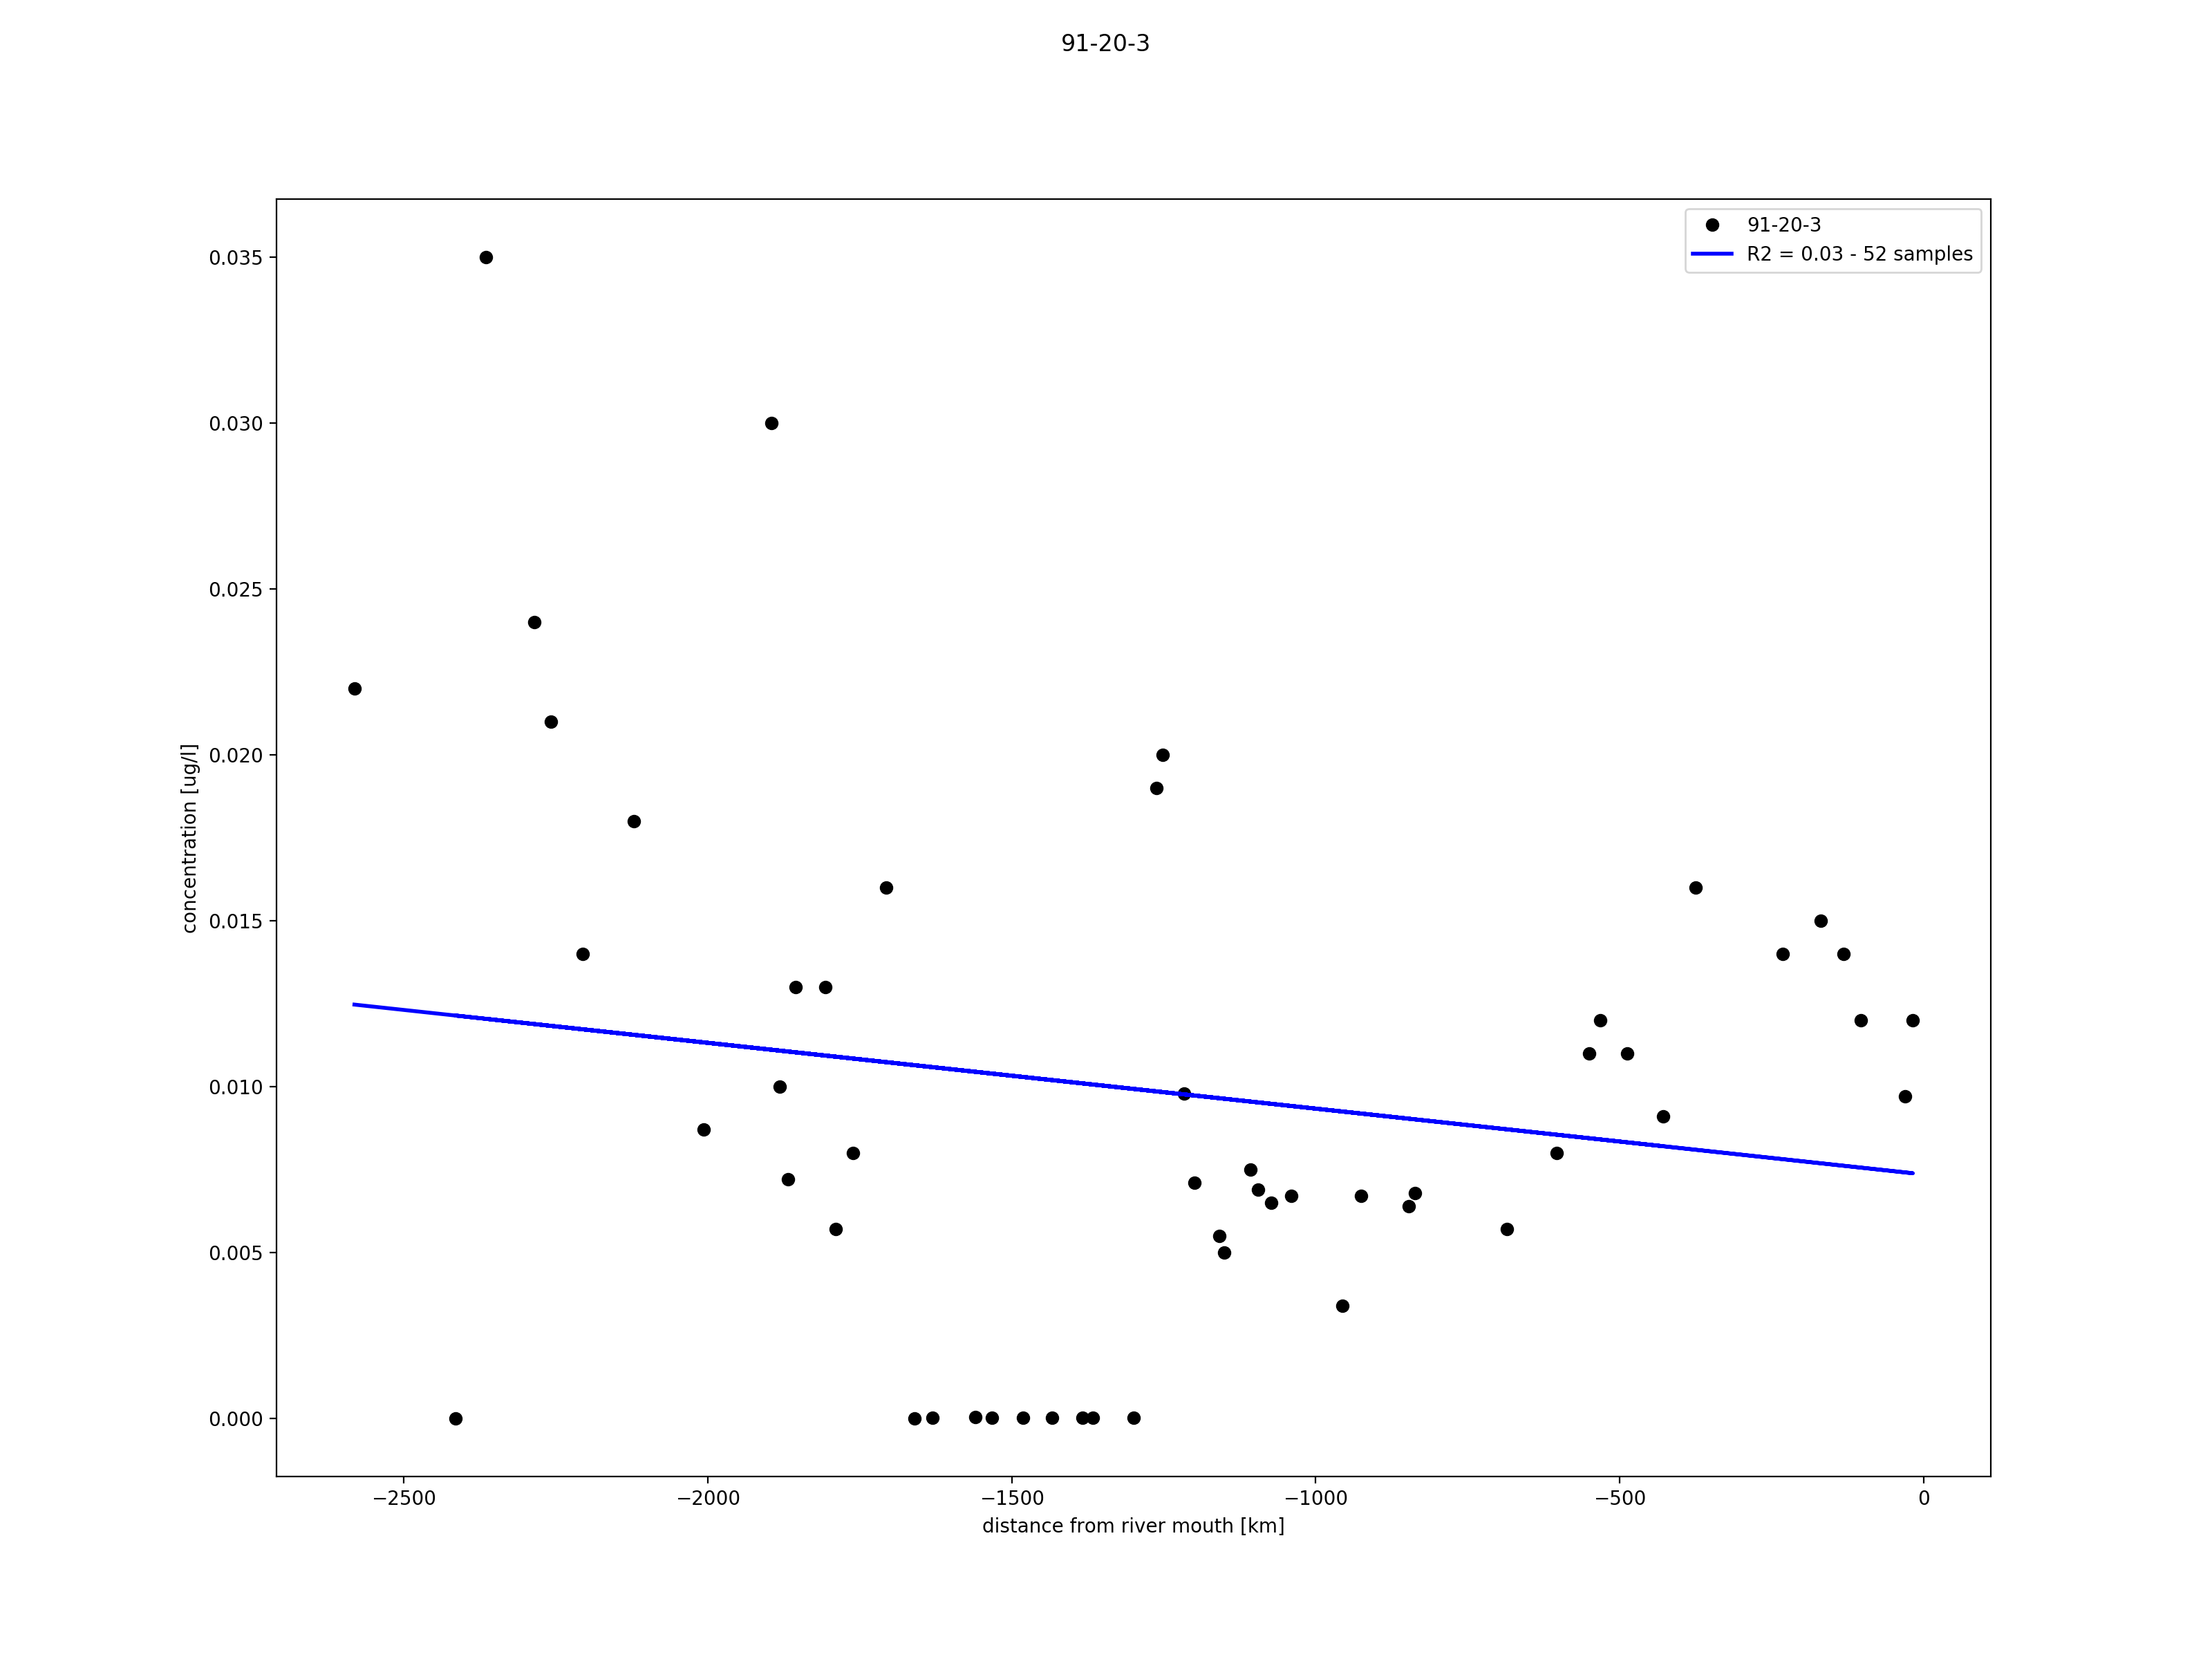 91-20-3
91-20-3
R2 = 0.03 - 52 samples
0.035
0.030
0.025
0.020
0.015
0.010
0.005
0.000
concentration [ug/l]
−2500 −2000 −1500 −1000 −500 0
distance from river mouth [km]